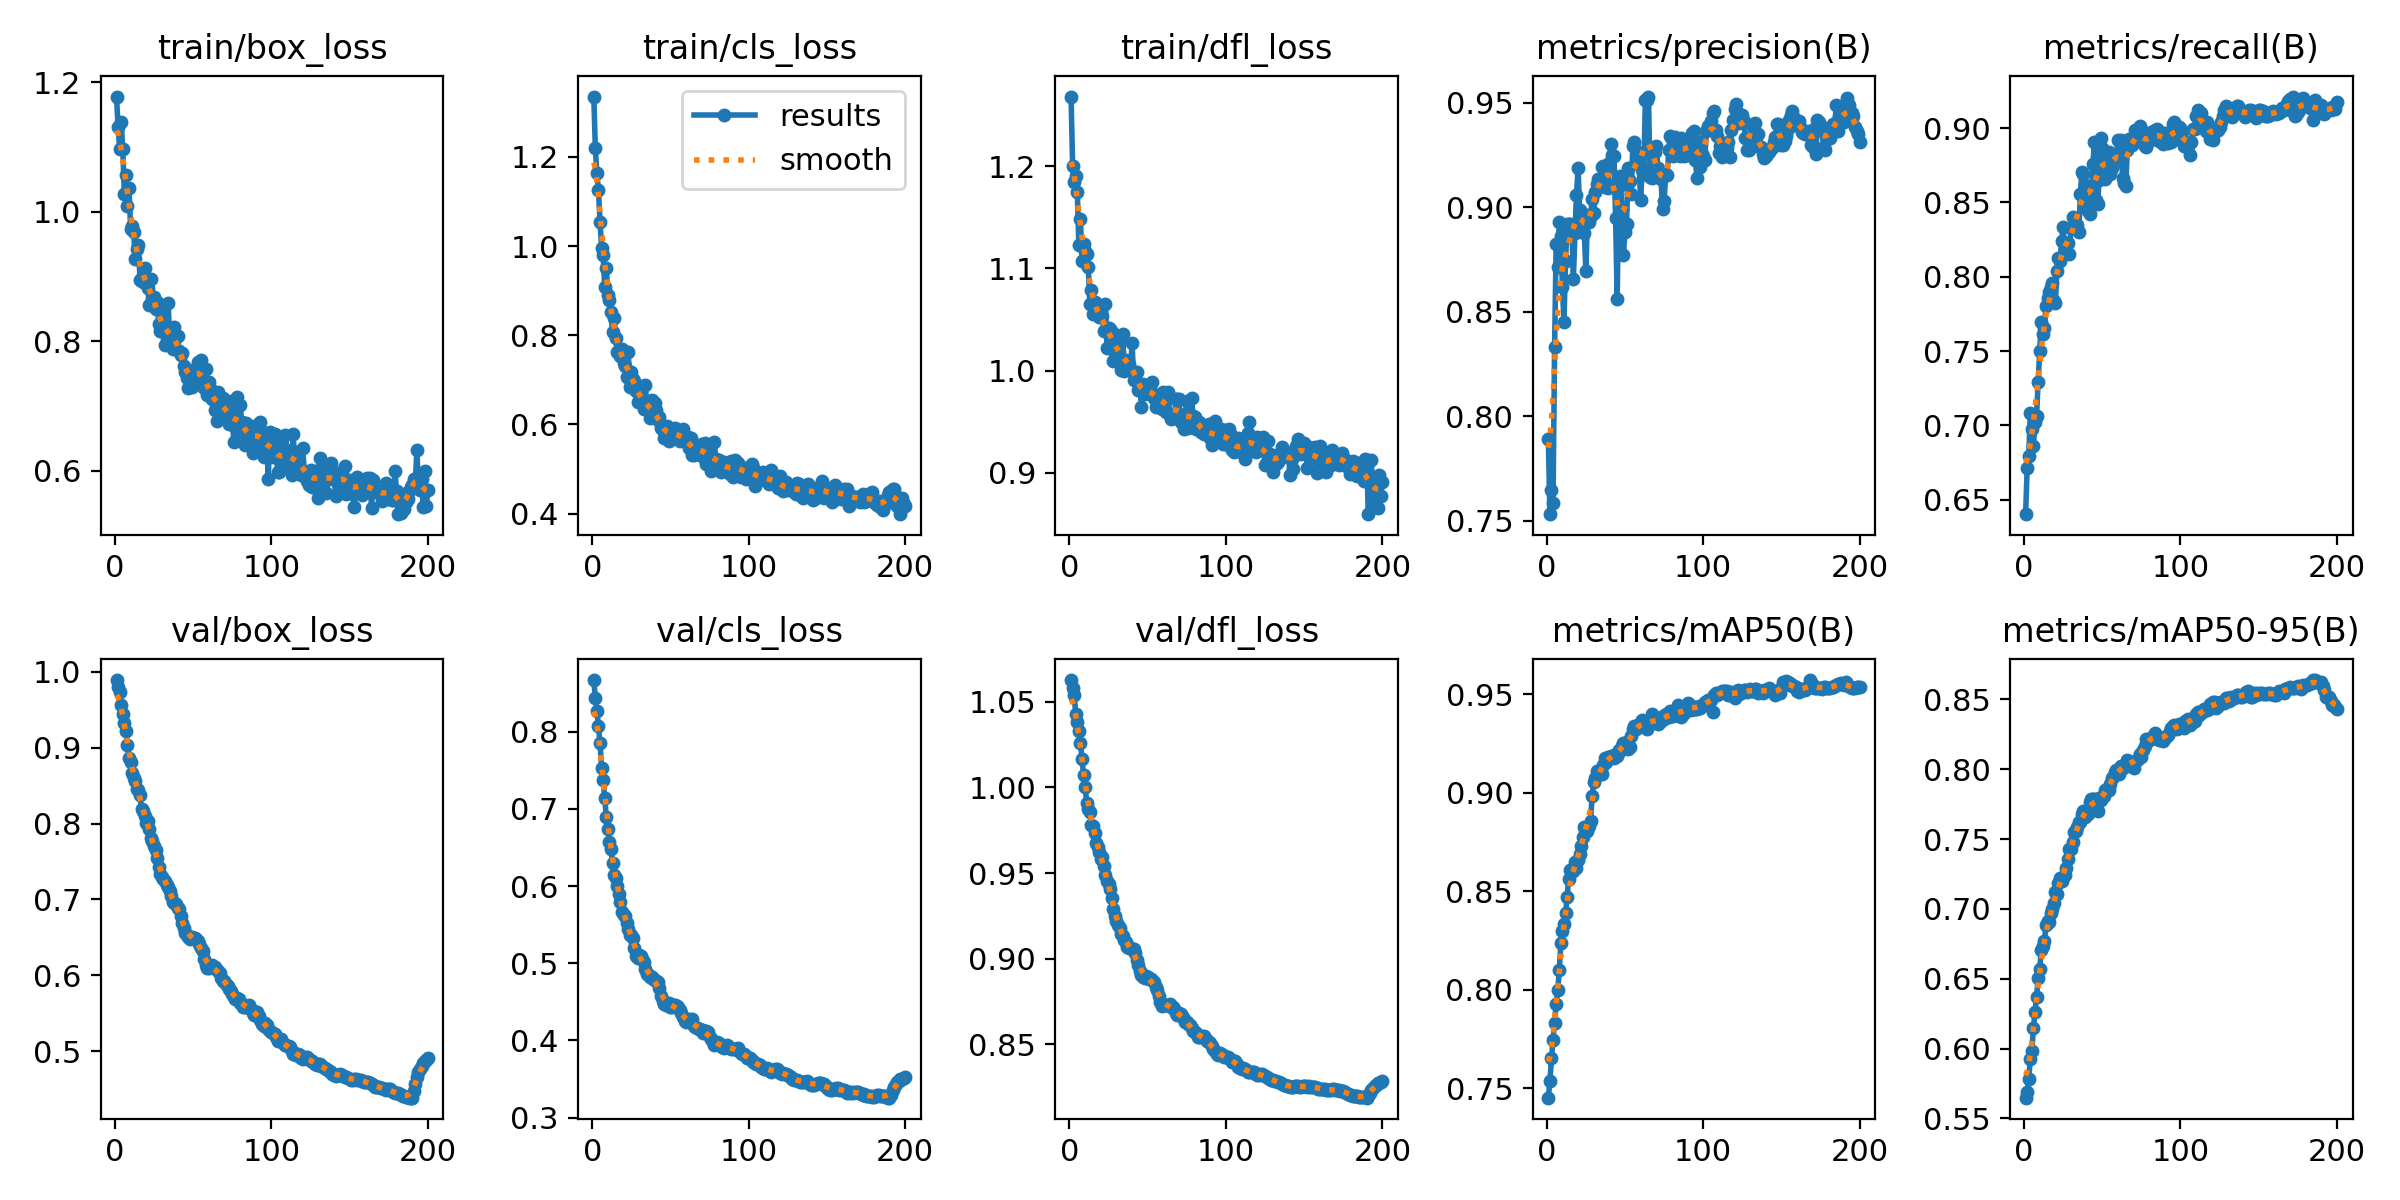 train/box_loss
train/cls_loss
train/dfl_loss
metrics/precision(B)
metrics/recall(B)
1.2
1.0
0.8
0.6
0 100 200
results
smooth
1.2
1.0
0.8
0.6
0.4
0 100 200
1.2
1.1
1.0
0.9
0 100 200
0.95
0.90
0.85
0.80
0.75
0 100 200
0.90
0.85
0.80
0.75
0.70
0.65
0 100 200
val/box_loss
val/cls_loss
val/dfl_loss
metrics/mAP50(B)
metrics/mAP50-95(B)
1.0
0.9
0.8
0.7
0.6
0.5
0 100 200
0.8
0.7
0.6
0.5
0.4
0.3
0 100 200
1.05
1.00
0.95
0.90
0.85
0 100 200
0.95
0.90
0.85
0.80
0.75
0 100 200
0.85
0.80
0.75
0.70
0.65
0.60
0.55
0 100 200